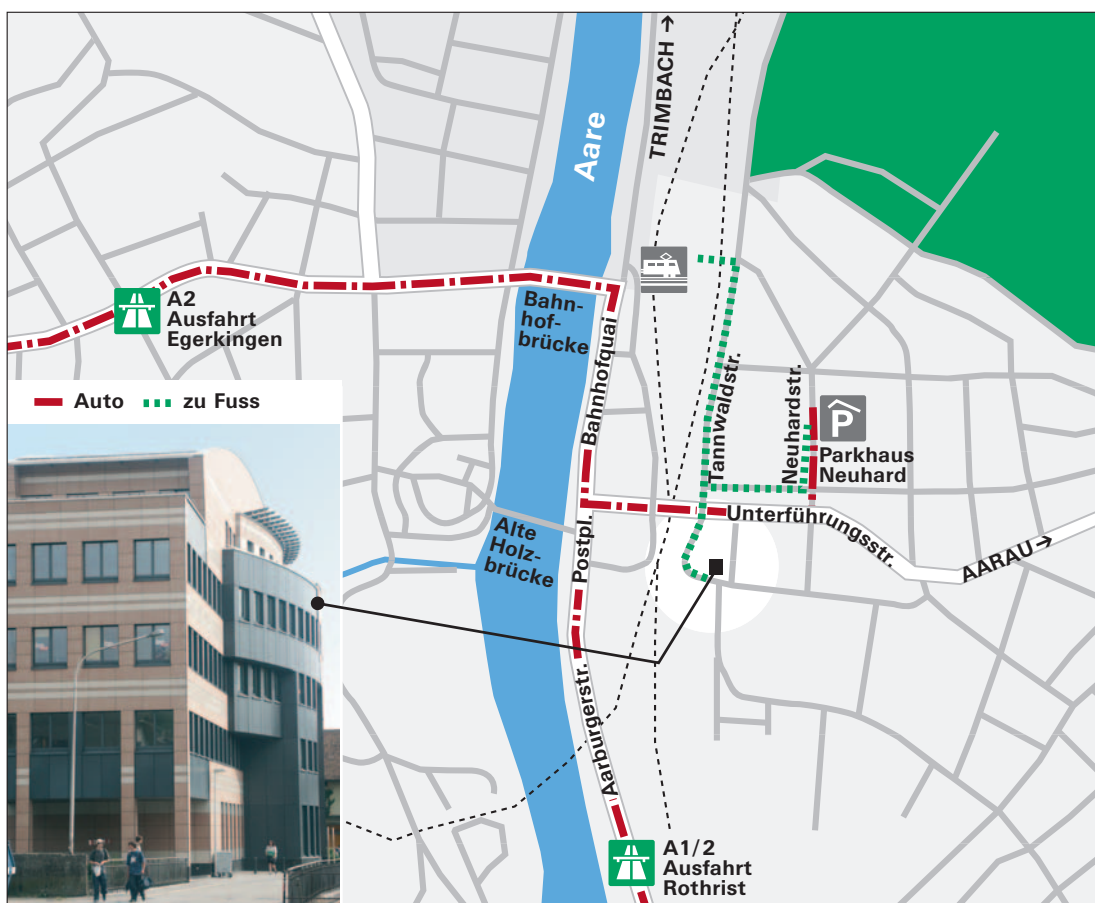 TRIMBACH →
Aare
A2
Ausfahrt
Egerkingen
Bahn-
hof-
brücke
Bahnhofquai
Tannwaldstr.
Neuhardstr.
P
Parkhaus
Neuhard
Auto
zu Fuss
Unterführungsstr.
AARAU →
Alte
Holz-
brücke
Postpl.
Aarburgerstr.
A1/2
Ausfahrt
Rothrist